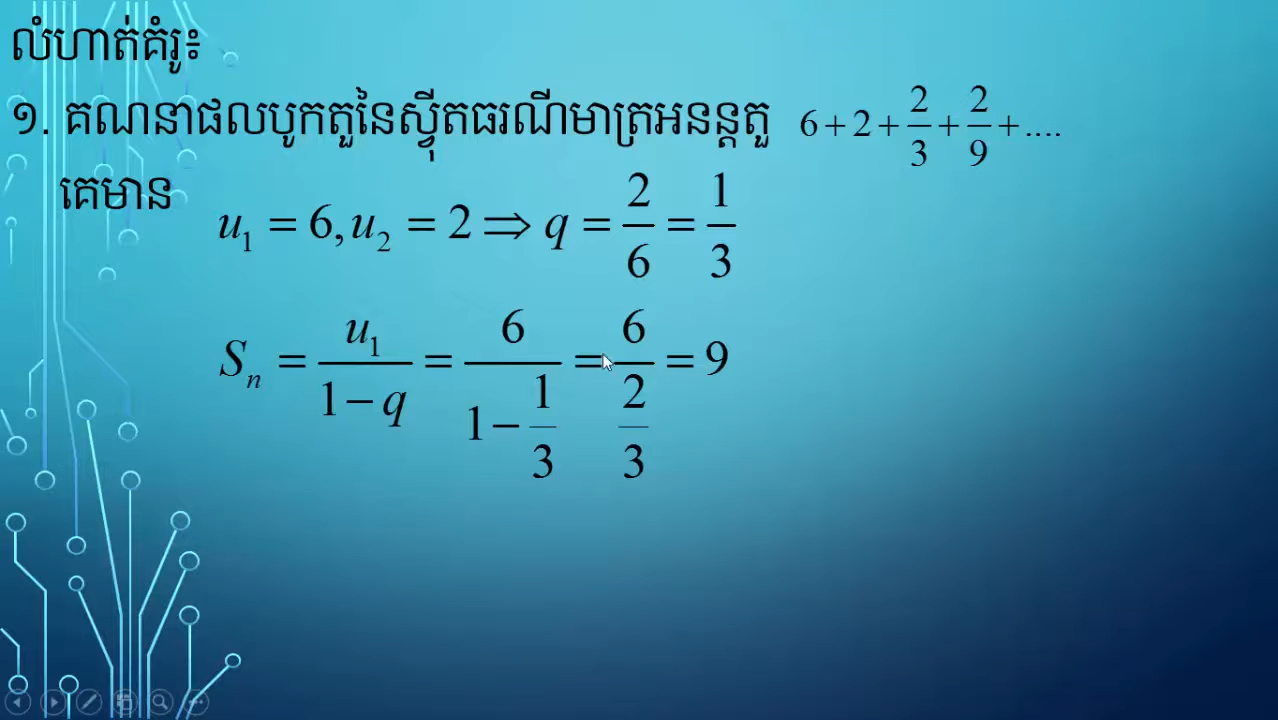 លំហាត់គំរូ៖
១. គណនាផលបូកតួនៃស្វ៊ីតធរណីមាត្រអនន្តតួ 6 + 2 + 2/3 + 2/9 + ....
គេមាន u₁ = 6, u₂ = 2 ⇒ q = 2/6 = 1/3
Sₙ = u₁/(1 − q) = 6/(1 − 1/3) = 6/(2/3) = 9